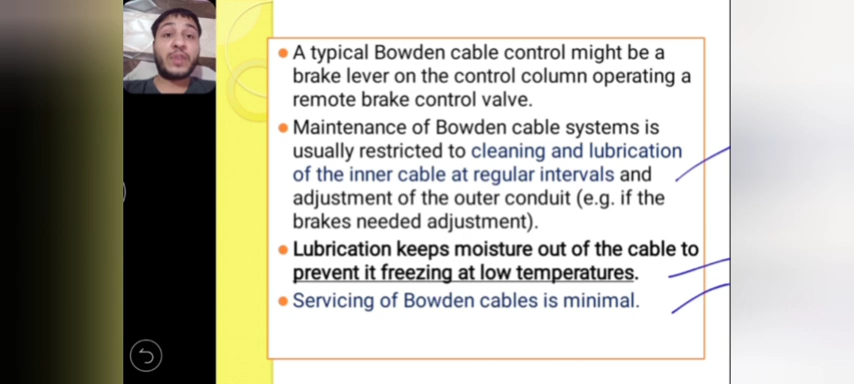 A typical Bowden cable control might be a
brake lever on the control column operating a
remote brake control valve.
Maintenance of Bowden cable systems is
usually restricted to cleaning and lubrication
of the inner cable at regular intervals and
adjustment of the outer conduit (e.g. if the
brakes needed adjustment).
Lubrication keeps moisture out of the cable to
prevent it freezing at low temperatures.
Servicing of Bowden cables is minimal.